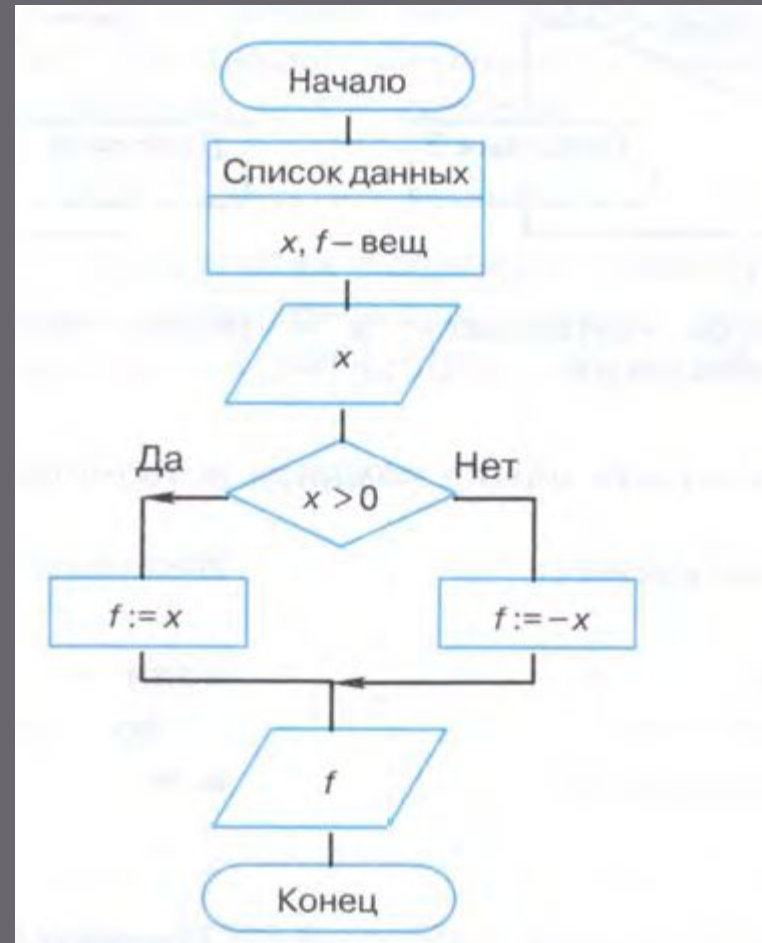 Начало
Список данных
x, f – вещ
x
Да
Нет
x > 0
f := x
f := – x
f
Конец